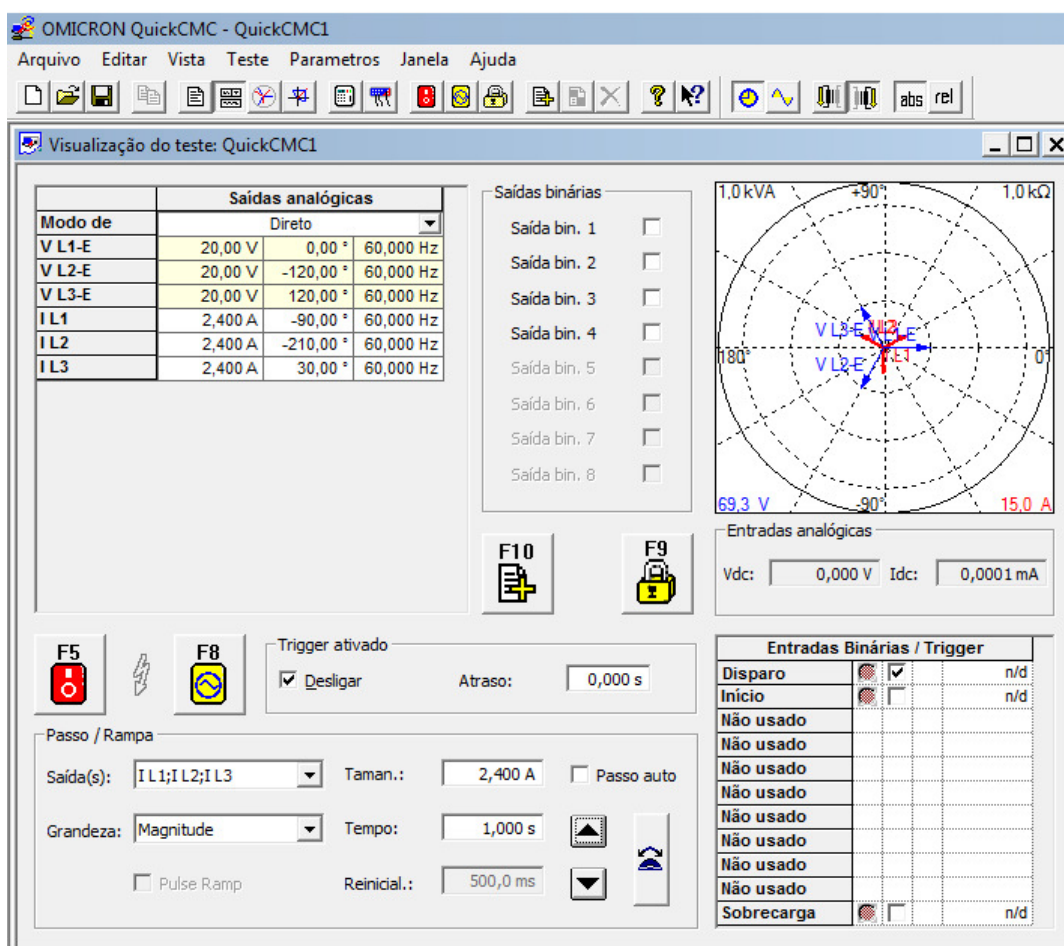 OMICRON QuickCMC - QuickCMC1
Arquivo Editar Vista Teste Parametros Janela Ajuda
abs rel
Visualização do teste: QuickCMC1
Saídas analógicas
Modo de Direto
V L1-E 20,00 V 0,00 ° 60,000 Hz
V L2-E 20,00 V -120,00 ° 60,000 Hz
V L3-E 20,00 V 120,00 ° 60,000 Hz
I L1 2,400 A -90,00 ° 60,000 Hz
I L2 2,400 A -210,00 ° 60,000 Hz
I L3 2,400 A 30,00 ° 60,000 Hz
Saídas binárias
Saída bin. 1
Saída bin. 2
Saída bin. 3
Saída bin. 4
Saída bin. 5
Saída bin. 6
Saída bin. 7
Saída bin. 8
1,0 kVA +90° 1,0 kΩ
V L3-E
180° 0°
V L2-E
69,3 V -90° 15,0 A
F10
F9
Entradas analógicas
Vdc: 0,000 V Idc: 0,0001 mA
F5
F8
Trigger ativado
Desligar Atraso: 0,000 s
Passo / Rampa
Saída(s): I L1;I L2;I L3 Taman.: 2,400 A Passo auto
Grandeza: Magnitude Tempo: 1,000 s
Pulse Ramp Reinicial.: 500,0 ms
Entradas Binárias / Trigger
Disparo n/d
Início n/d
Não usado
Não usado
Não usado
Não usado
Não usado
Não usado
Não usado
Não usado
Sobrecarga n/d